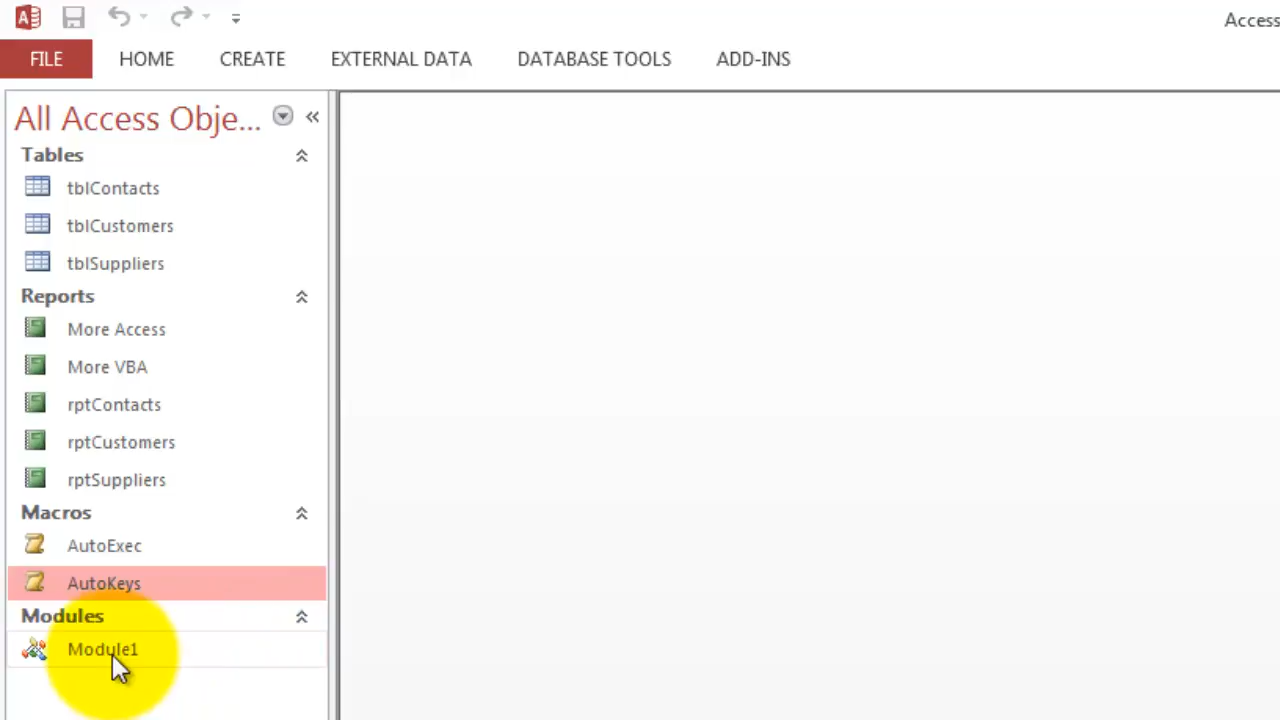 Access
FILE HOME CREATE EXTERNAL DATA DATABASE TOOLS ADD-INS
All Access Obje...
Tables
tblContacts
tblCustomers
tblSuppliers
Reports
More Access
More VBA
rptContacts
rptCustomers
rptSuppliers
Macros
AutoExec
AutoKeys
Modules
Module1